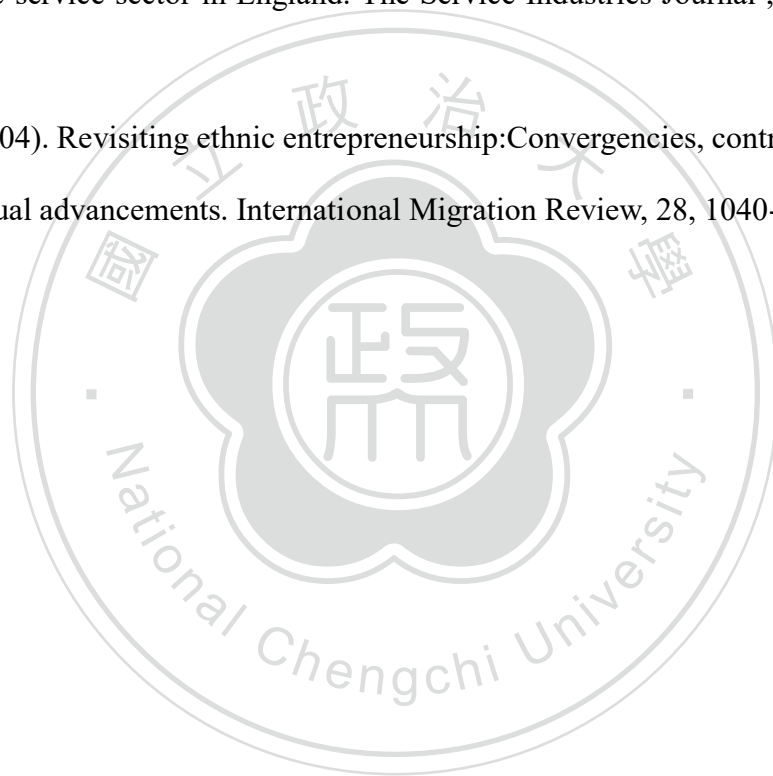 service sector in England. The Service Industries Journal ,
04). Revisiting ethnic entrepreneurship:Convergencies, contr
ual advancements. International Migration Review, 28, 1040-
國立政治大學
政
National Chengchi University